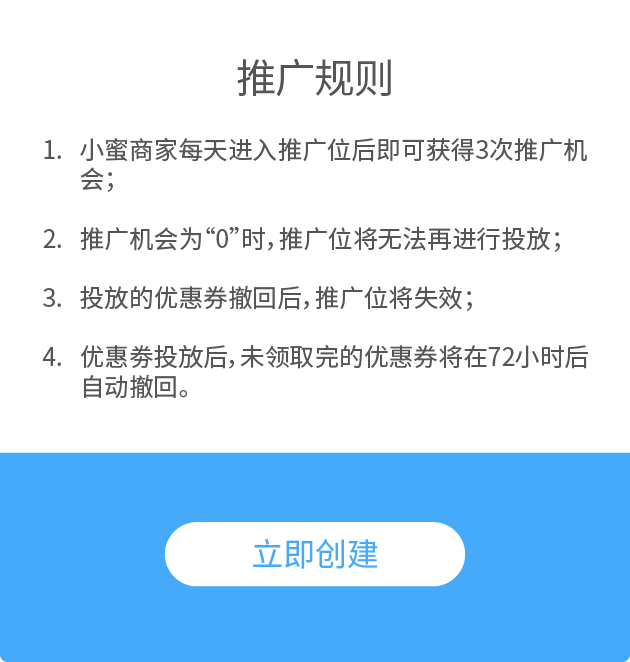 推广规则
1. 小蜜商家每天进入推广位后即可获得3次推广机
会；
2. 推广机会为“0”时，推广位将无法再进行投放；
3. 投放的优惠券撤回后，推广位将失效；
4. 优惠劵投放后，未领取完的优惠券将在72小时后
自动撤回。
立即创建